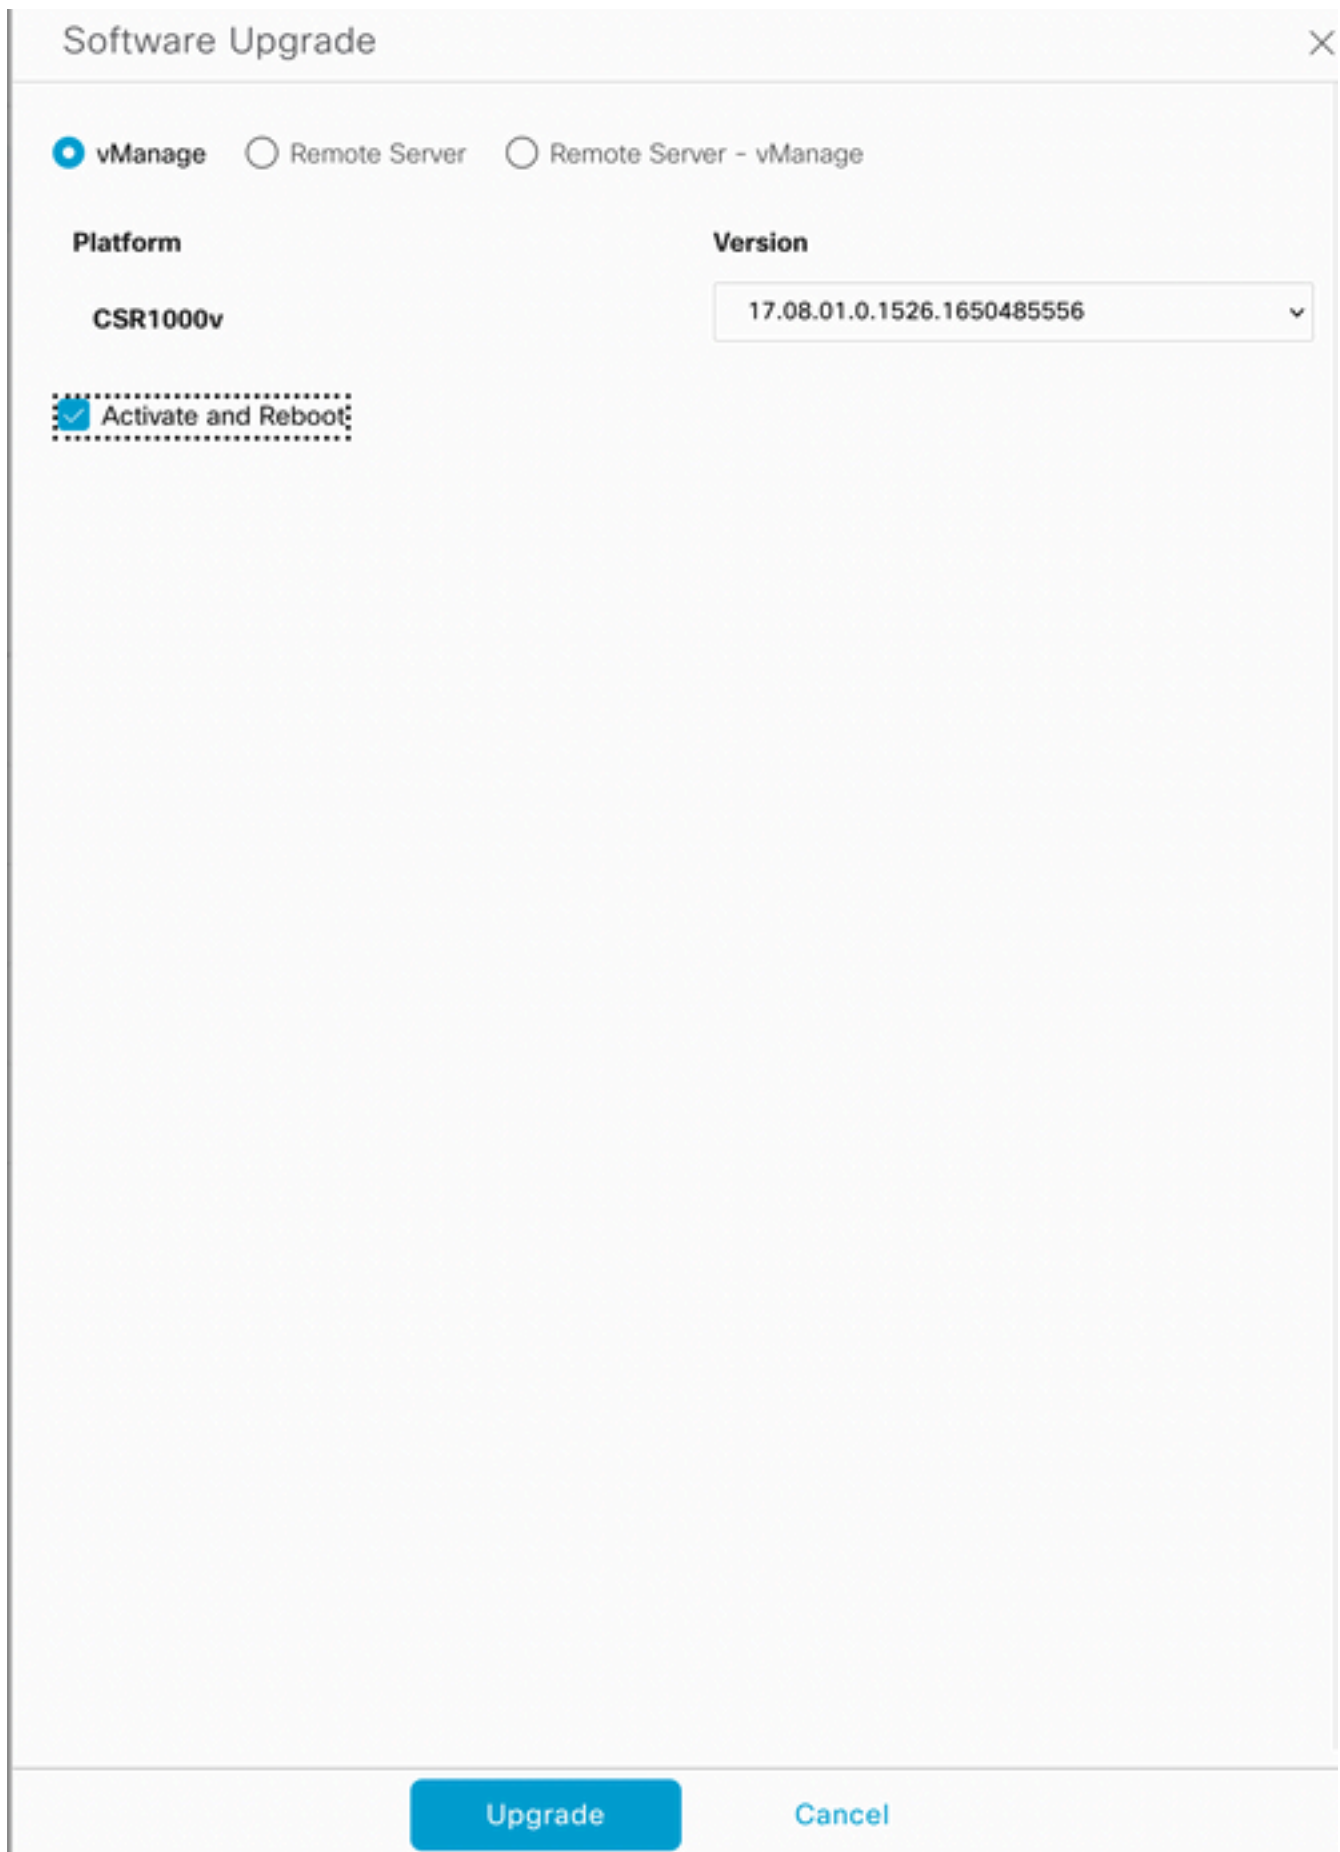 Software Upgrade
vManage Remote Server Remote Server - vManage
Platform Version
CSR1000v 17.08.01.0.1526.1650485556
Activate and Reboot
Upgrade Cancel